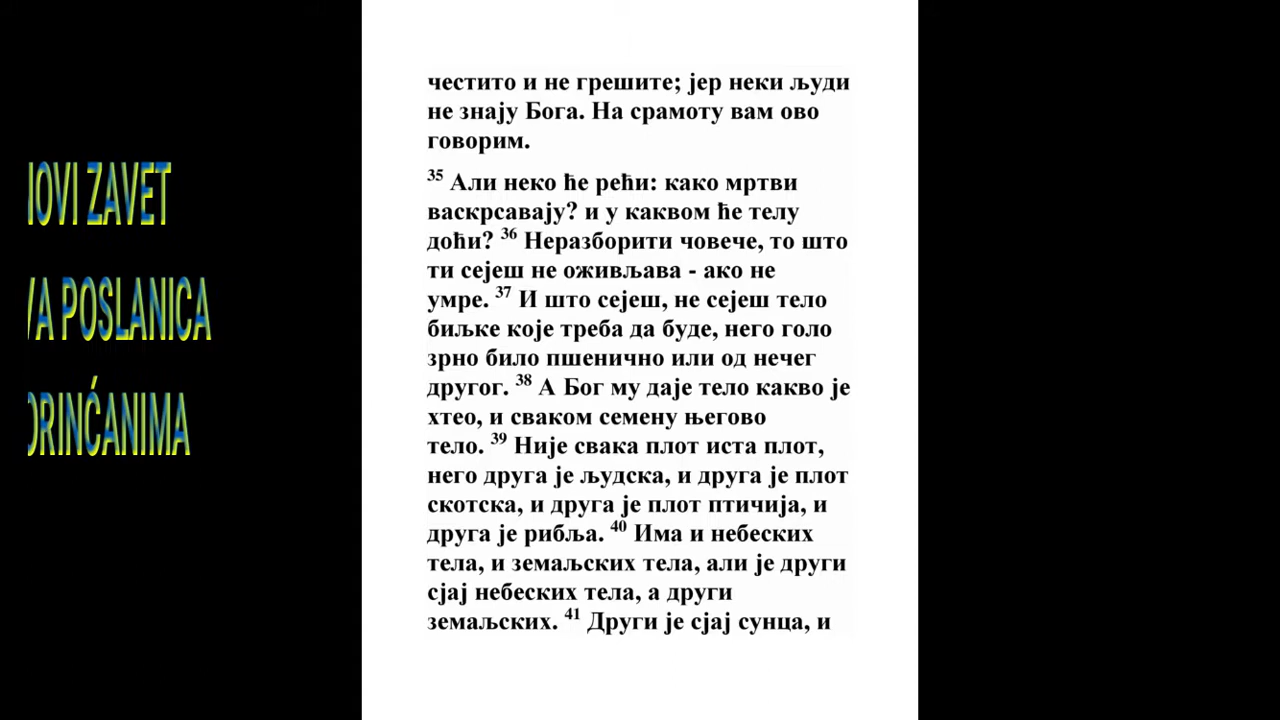 IOVI ZAVET
VA POSLANICA
ORINĆANIMA
честито и не грешите; јер неки људи
не знају Бога. На срамоту вам ово
говорим.
35 Али неко ће рећи: како мртви
васкрсавају? и у каквом ће телу
доћи? 36 Неразборити човече, то што
ти сејеш не оживљава - ако не
умре. 37 И што сејеш, не сејеш тело
биљке које треба да буде, него голо
зрно било пшенично или од нечег
другог. 38 А Бог му даје тело какво је
хтео, и сваком семену његово
тело. 39 Није свака плот иста плот,
него друга је људска, и друга је плот
скотска, и друга је плот птичија, и
друга је рибља. 40 Има и небеских
тела, и земаљских тела, али је други
сјај небеских тела, а други
земаљских. 41 Други је сјај сунца, и